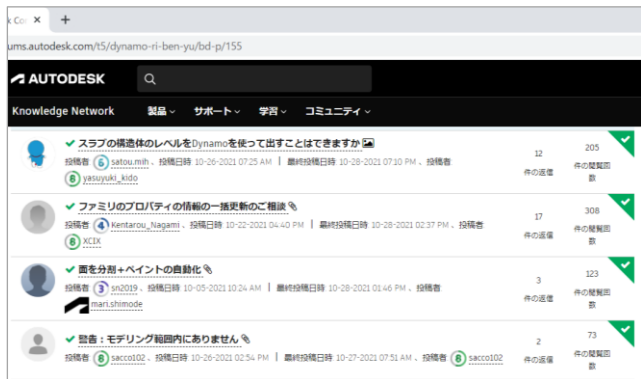 k Co
ums.autodesk.com/t5/dynamo-ri-ben-yu/bd-p/155
AUTODESK
Knowledge Network 製品 サポート 学習 コミュニティ
スラブの構造体のレベルをDynamoを使って出すことはできますか
12 205
投稿者 6 satou.mih 、投稿日時 10-26-2021 07:25 AM | 最終投稿日時 10-28-2021 07:10 PM 、投稿者
件の返信 件の閲覧回数
8 yasuyuki_kido
ファミリのプロパティの情報の一括更新のご相談
17 308
投稿者 4 Kentarou_Nagami 、投稿日時 10-22-2021 04:40 PM | 最終投稿日時 10-28-2021 02:37 PM 、投稿者
件の返信 件の閲覧回数
8 XCIX
面を分割+ペイントの自動化
3 123
投稿者 3 sn2019 、投稿日時 10-05-2021 10:24 AM | 最終投稿日時 10-28-2021 01:46 PM 、投稿者
件の返信 件の閲覧回数
mari.shimode
警告：モデリング範囲内にありません
2 73
投稿者 8 sacco102 、投稿日時 10-26-2021 02:54 PM | 最終投稿日時 10-27-2021 07:51 AM 、投稿者 8 sacco102
件の返信 件の閲覧回数